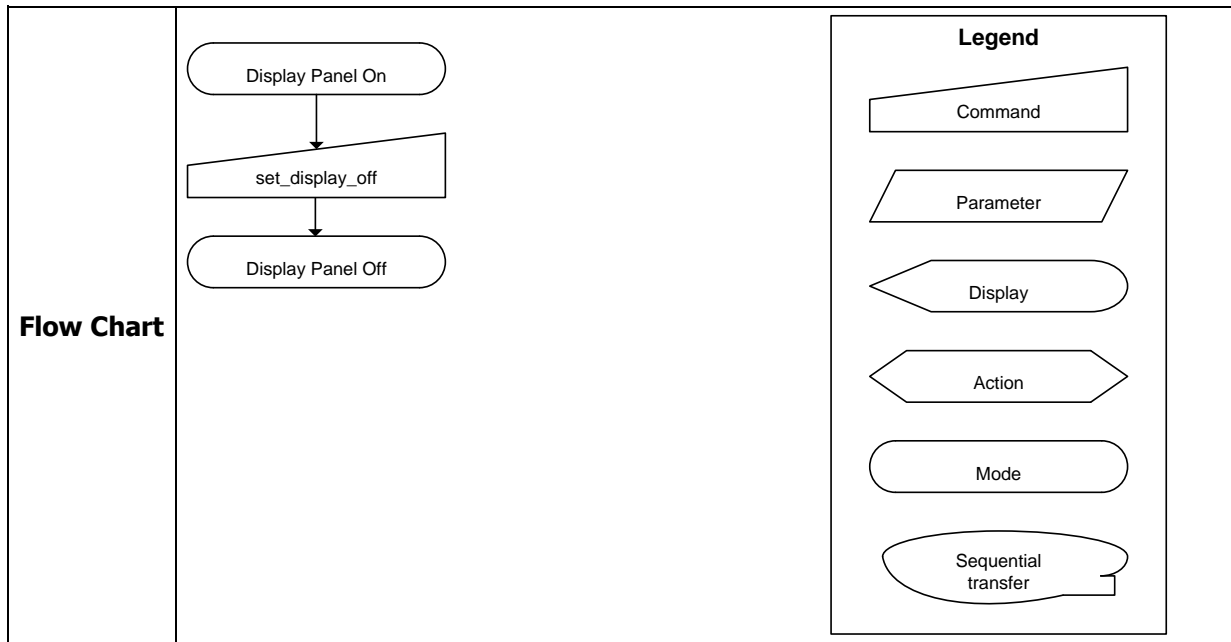 Flow Chart
Display Panel On
set_display_off
Display Panel Off
Legend
Command
Parameter
Display
Action
Mode
Sequential
transfer